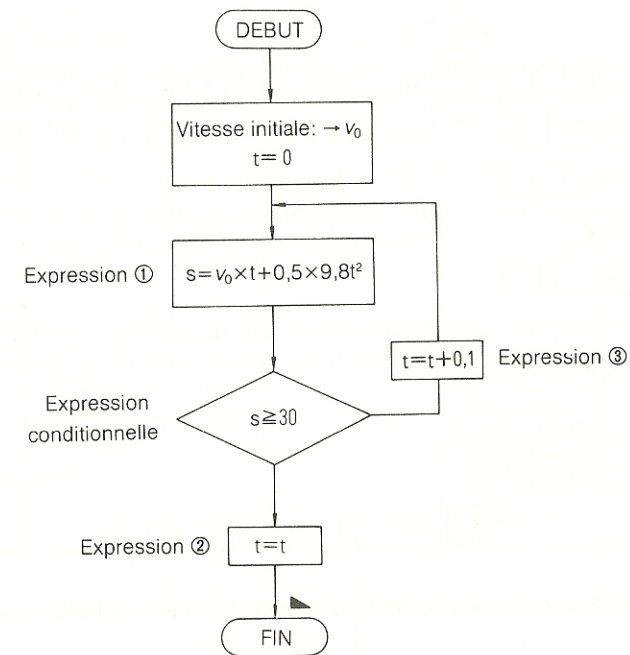 DEBUT
Vitesse initiale: → v₀
t= 0
Expression ①
s=v₀×t+0,5×9,8t²
t=t+0,1
Expression ③
Expression
conditionnelle
s≧30
Expression ②
t=t
FIN